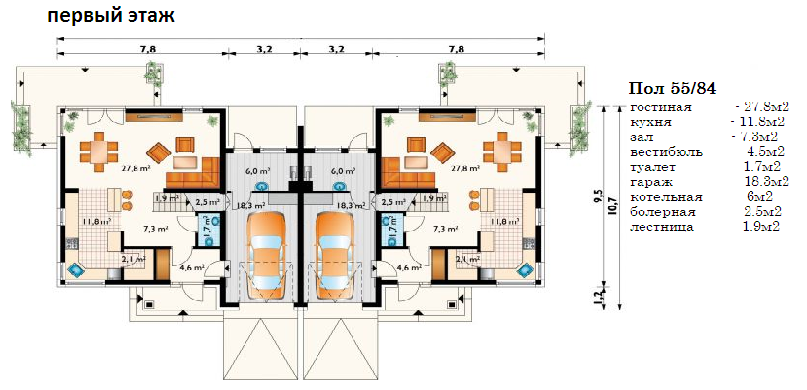 первый этаж
7,8 3,2 3,2 7,8
Пол 55/84
гостиная - 27.8м2
кухня - 11.8м2
зал - 7.3м2
вестибюль 4.5м2
туалет 1.7м2
гараж 18.3м2
котельная 6м2
болерная 2.5м2
лестница 1.9м2
27,8 m²
6,0 m²
6,0 m²
27,8 m²
1,9 m²
2,5 m²
18,3 m²
18,3 m²
2,5 m²
1,9 m²
11,8 m²
7,3 m²
1,7 m²
1,7 m²
7,3 m²
11,8 m²
2,1 m²
4,6 m²
4,6 m²
2,1 m²
9,5
10,7
1,2